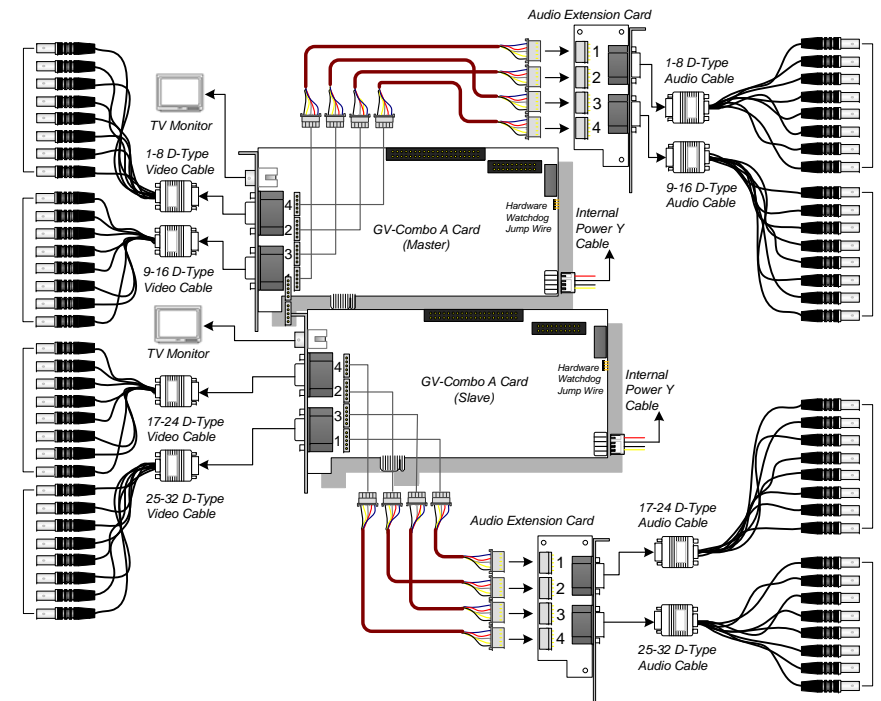 Audio Extension Card
1
2
3
4
1-8 D-Type
Audio Cable
9-16 D-Type
Audio Cable
TV Monitor
1-8 D-Type
Video Cable
9-16 D-Type
Video Cable
4
2
3
GV-Combo A Card
(Master)
Hardware
Watchdog
Jump Wire
Internal
Power Y
Cable
TV Monitor
17-24 D-Type
Video Cable
25-32 D-Type
Video Cable
4
2
3
1
GV-Combo A Card
(Slave)
Hardware
Watchdog
Jump Wire
Internal
Power Y
Cable
Audio Extension Card
1
2
3
4
17-24 D-Type
Audio Cable
25-32 D-Type
Audio Cable